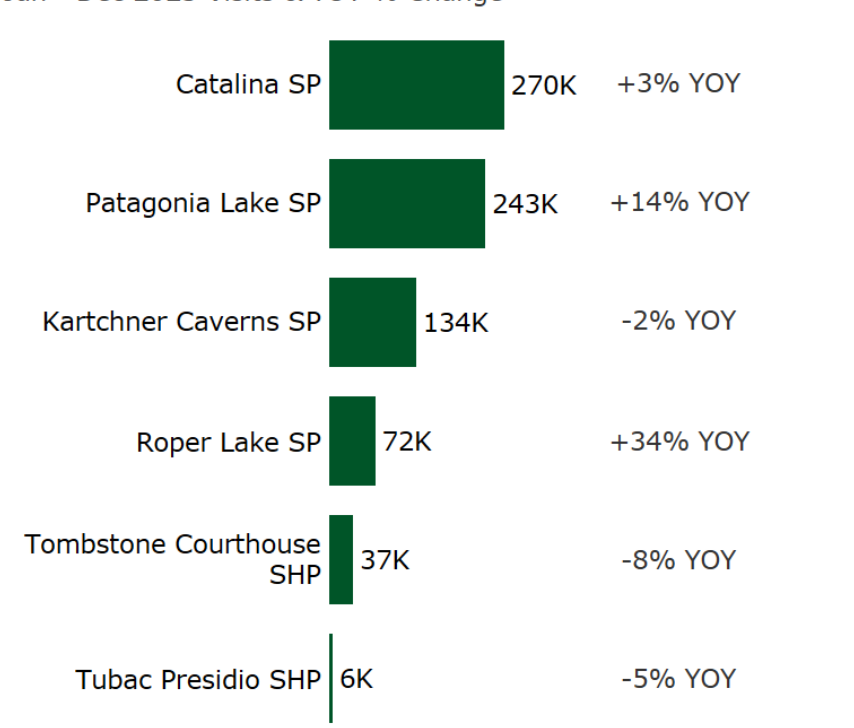 Catalina SP 270K +3% YOY
Patagonia Lake SP 243K +14% YOY
Kartchner Caverns SP 134K -2% YOY
Roper Lake SP 72K +34% YOY
Tombstone Courthouse
SHP 37K -8% YOY
Tubac Presidio SHP 6K -5% YOY